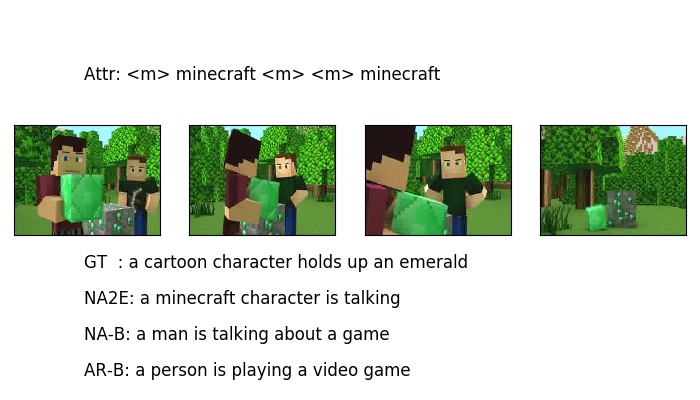 Attr: <m> minecraft <m> <m> minecraft
GT  : a cartoon character holds up an emerald
NA2E: a minecraft character is talking
NA-B: a man is talking about a game
AR-B: a person is playing a video game